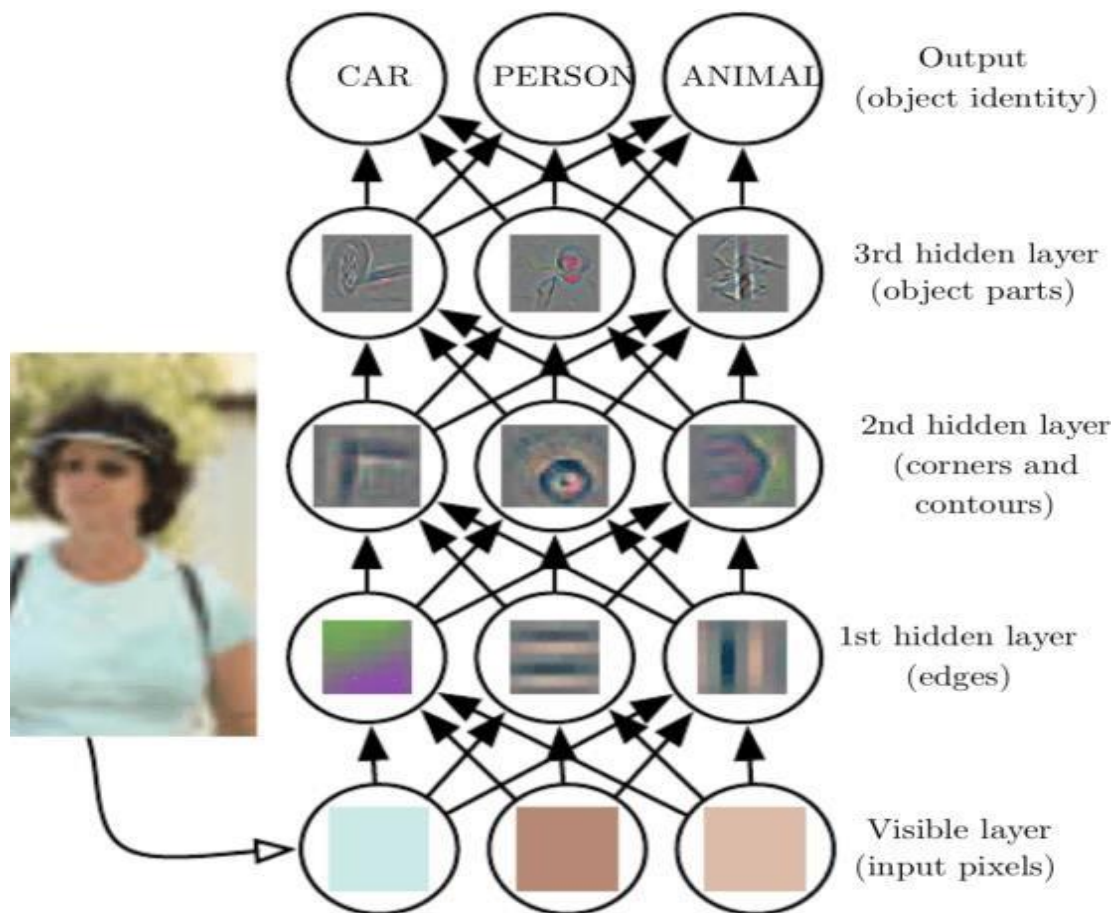 CAR
PERSON
ANIMAL
Output
(object identity)
3rd hidden layer
(object parts)
2nd hidden layer
(corners and
contours)
1st hidden layer
(edges)
Visible layer
(input pixels)